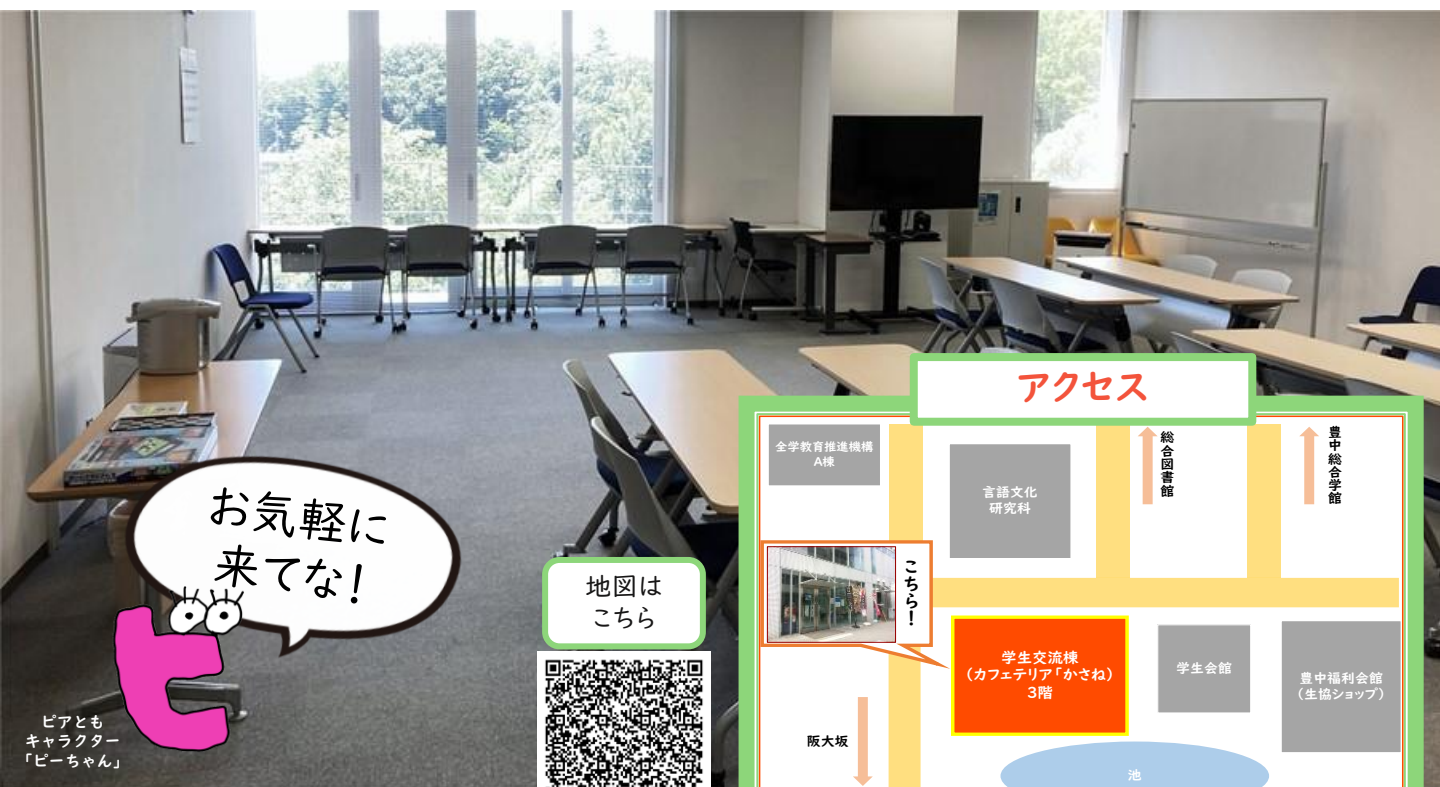 お気軽に
来てな！
ピアとも
キャラクター
「ピーちゃん」
地図は
こちら
アクセス
全学教育推進機構
A棟
言語文化
研究科
総合図書館
豊中総合学館
こちら！
学生交流棟
（カフェテリア「かさね）
3階
学生会館
豊中福利会館
（生協ショップ）
阪大坂
池